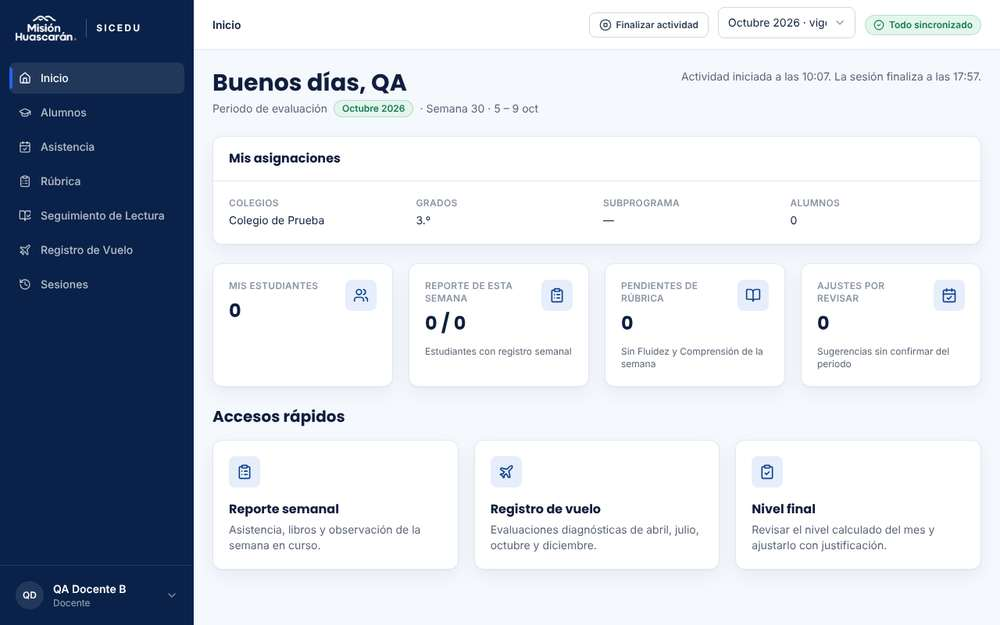 Misión
Huascarán.
SICEDU
Inicio
Alumnos
Asistencia
Rúbrica
Seguimiento de Lectura
Registro de Vuelo
Sesiones
QD
QA Docente B
Docente
Inicio
Finalizar actividad
Octubre 2026 · vig
Todo sincronizado
Buenos días, QA
Actividad iniciada a las 10:07. La sesión finaliza a las 17:57.
Periodo de evaluación Octubre 2026 · Semana 30 · 5 – 9 oct
Mis asignaciones
COLEGIOS
Colegio de Prueba
GRADOS
3.º
SUBPROGRAMA
—
ALUMNOS
0
MIS ESTUDIANTES
0
REPORTE DE ESTA
SEMANA
0 / 0
Estudiantes con registro semanal
PENDIENTES DE
RÚBRICA
0
Sin Fluidez y Comprensión de la
semana
AJUSTES POR
REVISAR
0
Sugerencias sin confirmar del
periodo
Accesos rápidos
Reporte semanal
Asistencia, libros y observación de la
semana en curso.
Registro de vuelo
Evaluaciones diagnósticas de abril, julio,
octubre y diciembre.
Nivel final
Revisar el nivel calculado del mes y
ajustarlo con justificación.